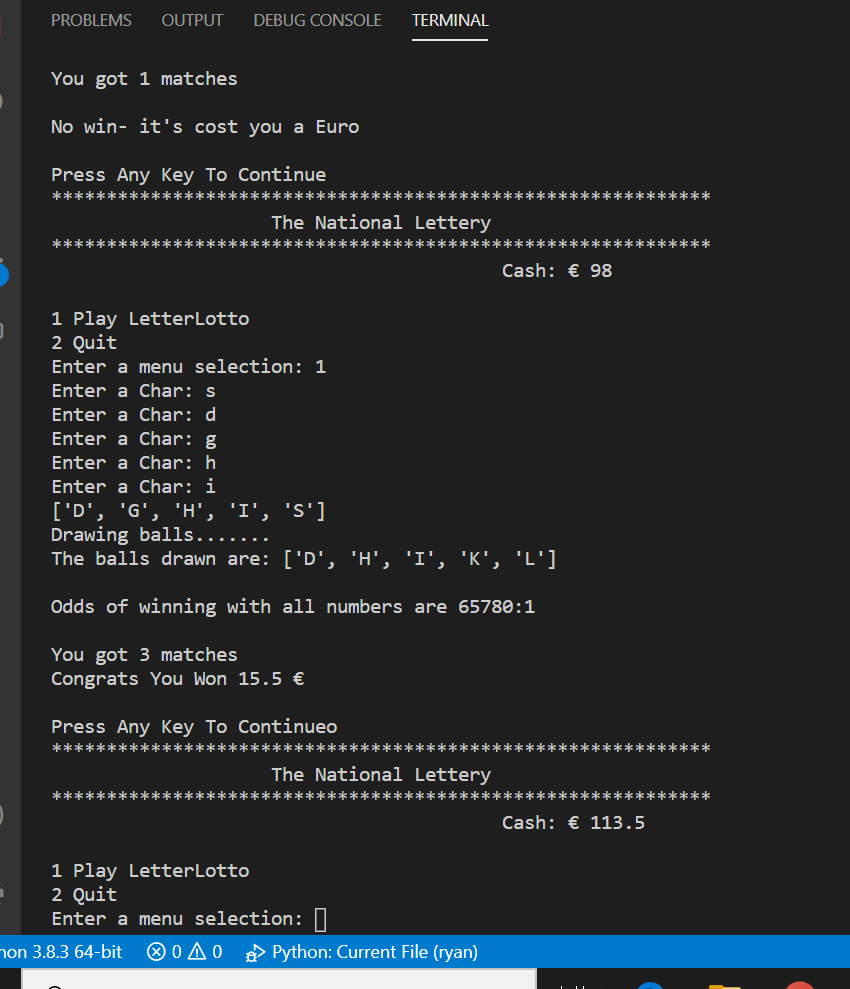 PROBLEMS OUTPUT DEBUG CONSOLE TERMINAL
You got 1 matches
No win- it's cost you a Euro
Press Any Key To Continue
************************************************************
The National Lettery
************************************************************
Cash: € 98
1 Play LetterLotto
2 Quit
Enter a menu selection: 1
Enter a Char: s
Enter a Char: d
Enter a Char: g
Enter a Char: h
Enter a Char: i
['D', 'G', 'H', 'I', 'S']
Drawing balls.......
The balls drawn are: ['D', 'H', 'I', 'K', 'L']
Odds of winning with all numbers are 65780:1
You got 3 matches
Congrats You Won 15.5 €
Press Any Key To Continueo
************************************************************
The National Lettery
************************************************************
Cash: € 113.5
1 Play LetterLotto
2 Quit
Enter a menu selection:
hon 3.8.3 64-bit 0 0 Python: Current File (ryan)